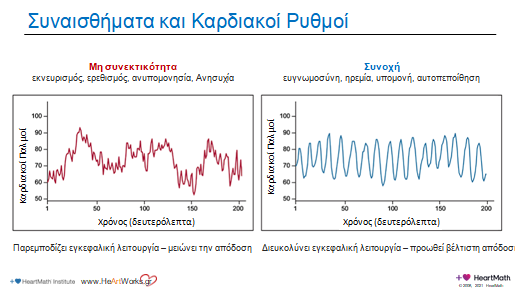 Συναισθήματα και Καρδιακοί Ρυθμοί
Μη συνεκτικότητα
εκνευρισμός, ερεθισμός, ανυπομονησία, Ανησυχία
Καρδιακοί Παλμοί
100
90
80
70
60
50
1
50
100
150
200
Χρόνος (δευτερόλεπτα)
Παρεμποδίζει εγκεφαλική λειτουργία – μειώνει την απόδοση
Συνοχή
ευγνωμοσύνη, ηρεμία, υπομονή, αυτοπεποίθηση
Καρδιακοί Παλμοί
100
90
80
70
60
50
1
50
100
150
200
Χρόνος (δευτερόλεπτα)
Διευκολύνει εγκεφαλική λειτουργία – προωθεί βέλτιστη απόδοση
HeartMath Institute
www.HeArtWorks.gr
HeartMath